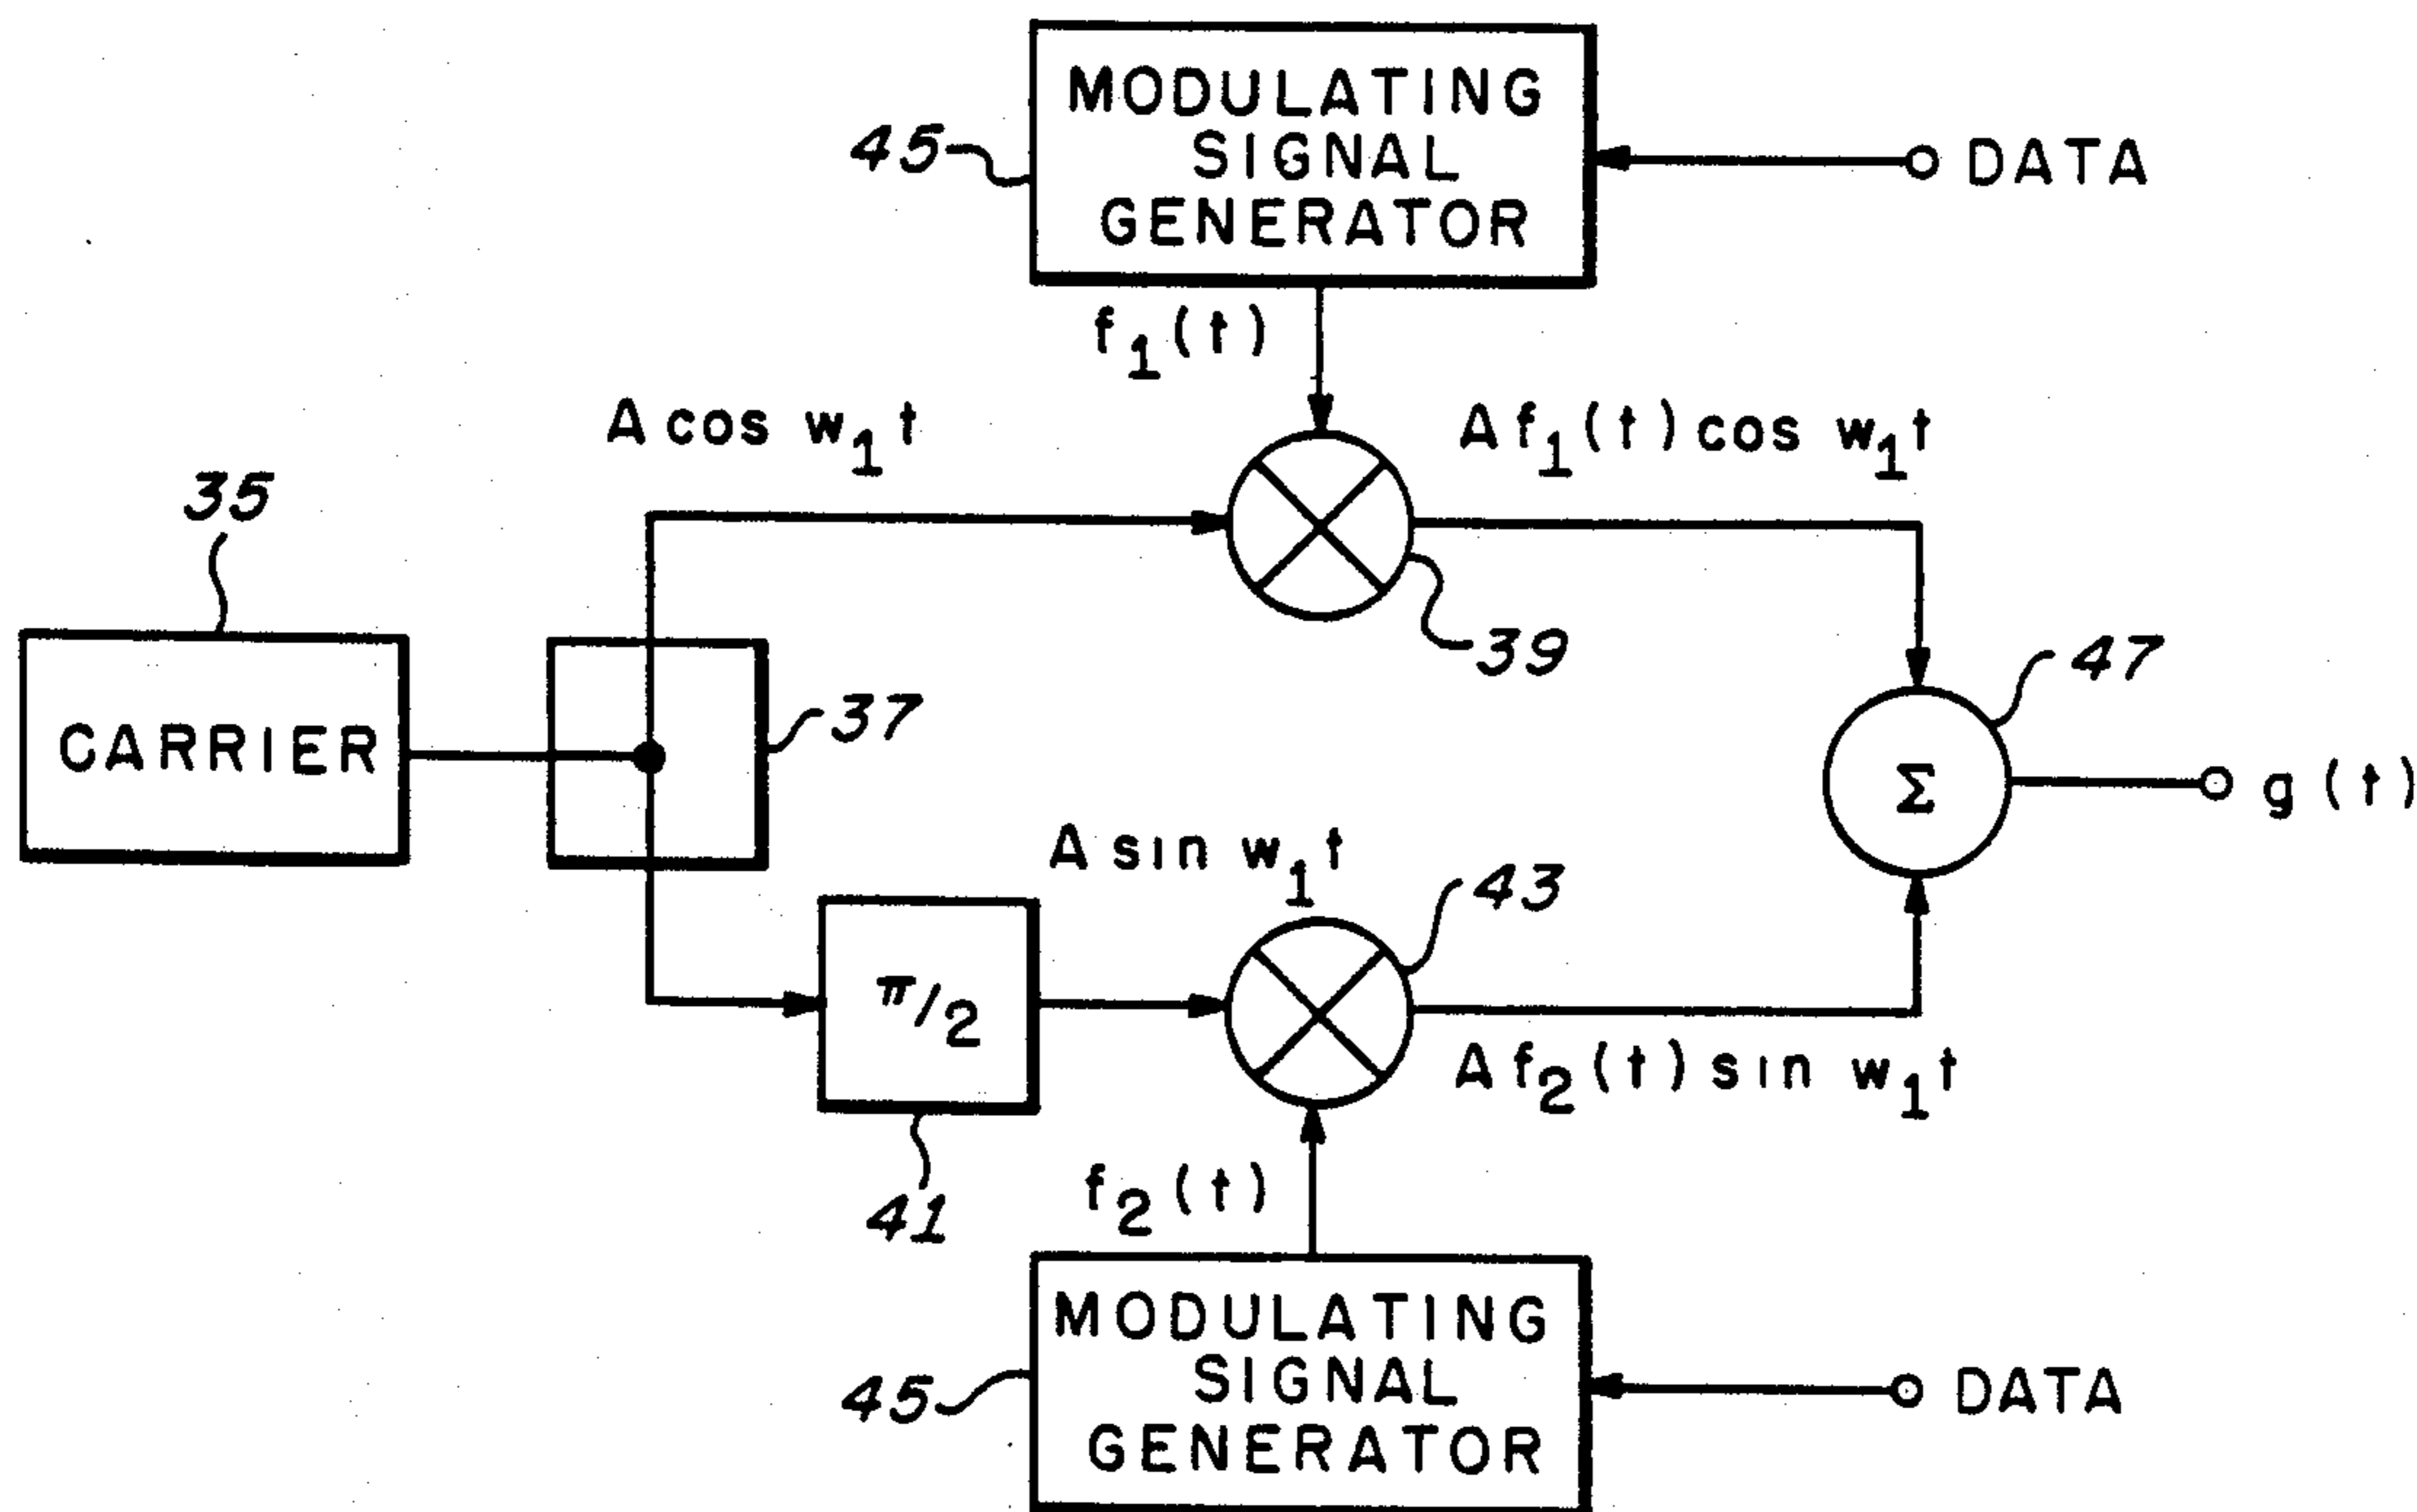 MODULATING
SIGNAL
GENERATOR
45
DATA
f₁(t)
A cos w₁t
Af₁(t) cos w₁t
35
39
47
CARRIER
37
Σ
g(t)
A sin w₁t
43
π/2
Af₂(t) sin w₁t
41
f₂(t)
MODULATING
SIGNAL
GENERATOR
45
DATA